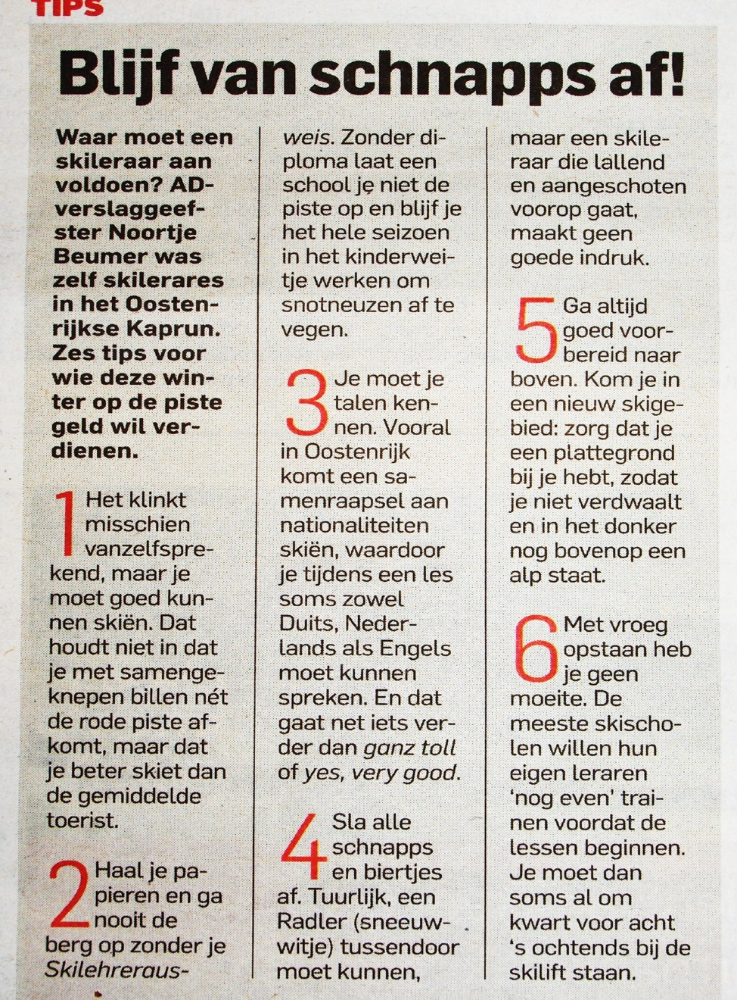 TIPS
Blijf van schnapps af!
Waar moet een
skileraar aan
voldoen? AD-
verslaggeef-
ster Noortje
Beumer was
zelf skilerares
in het Oosten-
rijkse Kaprun.
Zes tips voor
wie deze win-
ter op de piste
geld wil ver-
dienen.
1 Het klinkt
misschien
vanzelfspre-
kend, maar je
moet goed kun-
nen skiën. Dat
houdt niet in dat
je met samenge-
knepen billen nét
de rode piste af-
komt, maar dat
je beter skiet dan
de gemiddelde
toerist.
2 Haal je pa-
pieren en ga
nooit de
berg op zonder je
Skilehreraus-
weis. Zonder di-
ploma laat een
school je niet de
piste op en blijf je
het hele seizoen
in het kinderwei-
tje werken om
snotneuzen af te
vegen.
3 Je moet je
talen ken-
nen. Vooral
in Oostenrijk
komt een sa-
menraapsel aan
nationaliteiten
skiën, waardoor
je tijdens een les
soms zowel
Duits, Neder-
lands als Engels
moet kunnen
spreken. En dat
gaat net iets ver-
der dan ganz toll
of yes, very good.
4 Sla alle
schnapps
en biertjes
af. Tuurlijk, een
Radler (sneeuw-
witje) tussendoor
moet kunnen,
maar een skile-
raar die lallend
en aangeschoten
voorop gaat,
maakt geen
goede indruk.
5 Ga altijd
goed voor-
bereid naar
boven. Kom je in
een nieuw skige-
bied: zorg dat je
een plattegrond
bij je hebt, zodat
je niet verdwaalt
en in het donker
nog bovenop een
alp staat.
6 Met vroeg
opstaan heb
je geen
moeite. De
meeste skischo-
len willen hun
eigen leraren
'nog even' trai-
nen voordat de
lessen beginnen.
Je moet dan
soms al om
kwart voor acht
's ochtends bij de
skilift staan.